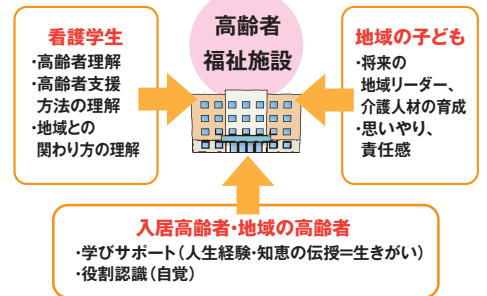 高齢者
福祉施設
看護学生
・高齢者理解
・高齢者支援
方法の理解
・地域との
関わり方の理解
地域の子ども
・将来の
地域リーダー、
介護人材の育成
・思いやり、
責任感
入居高齢者・地域の高齢者
・学びサポート（人生経験・知恵の伝授＝生きがい）
・役割認識（自覚）